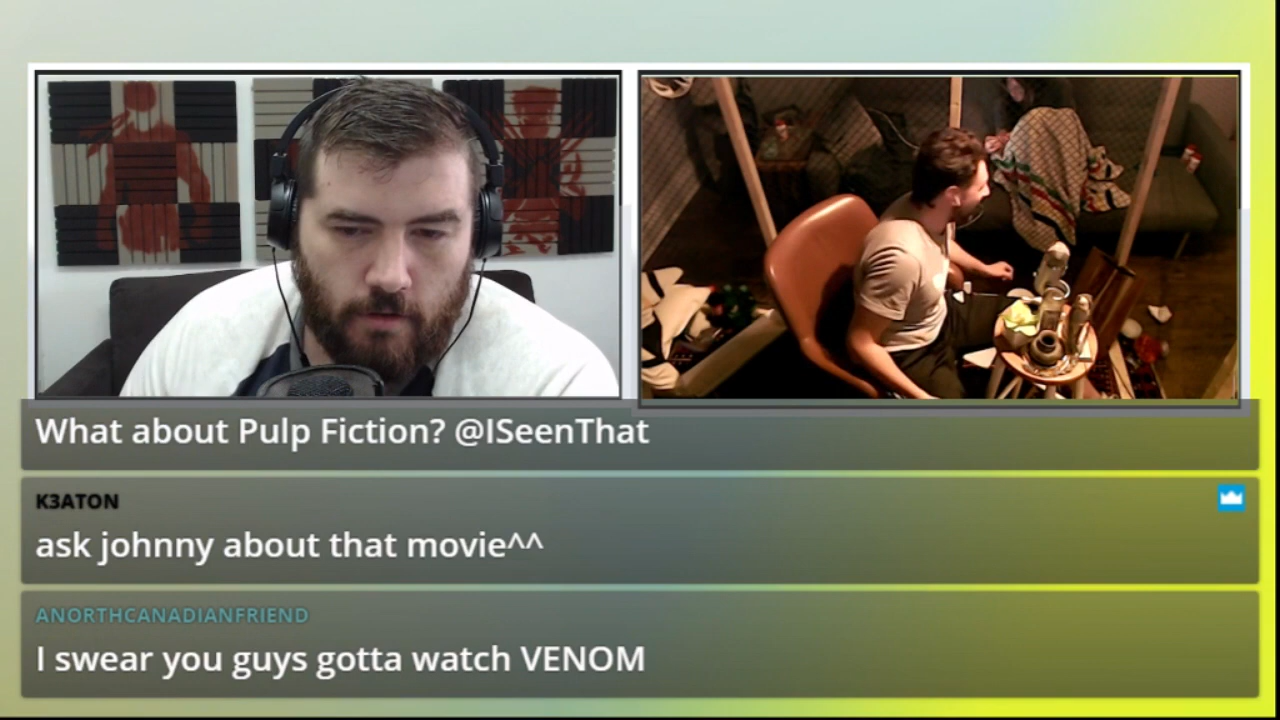 What about Pulp Fiction? @ISeenThat
K3ATON
ask johnny about that movie^^
ANORTHCANADIANFRIEND
I swear you guys gotta watch VENOM